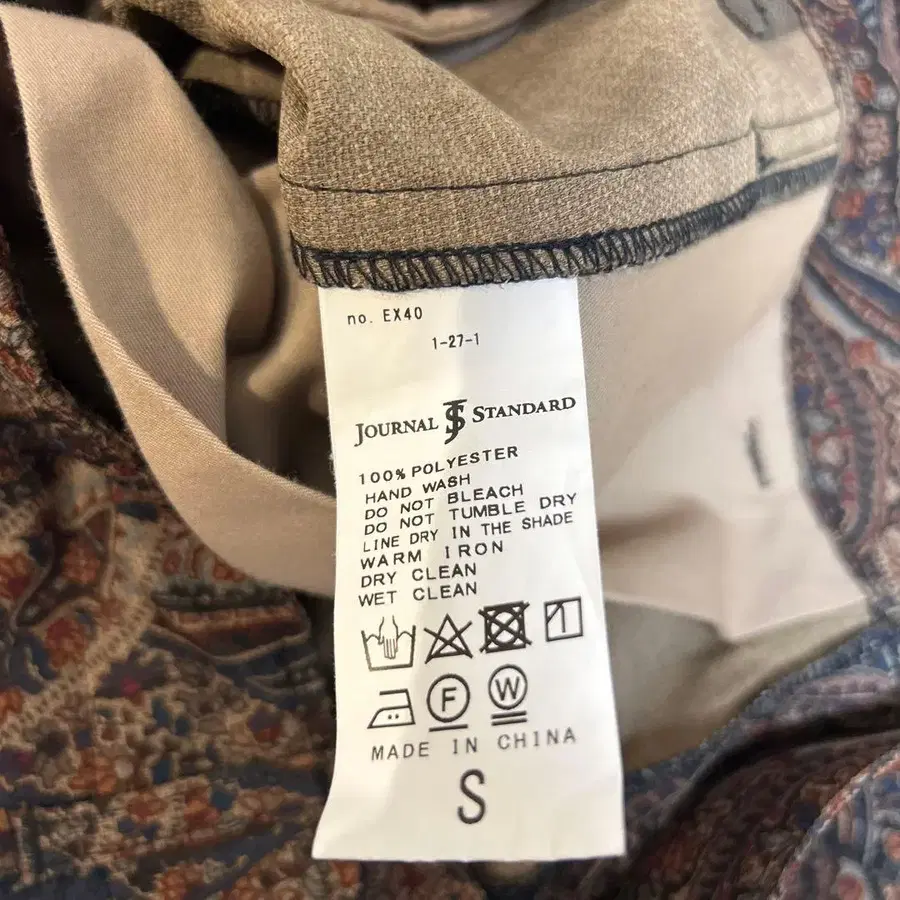 no. EX40
1-27-1
JOURNAL JS STANDARD
100% POLYESTER
HAND WASH
DO NOT BLEACH
DO NOT TUMBLE DRY
LINE DRY IN THE SHADE
WARM IRON
DRY CLEAN
WET CLEAN
F W
MADE IN CHINA
S